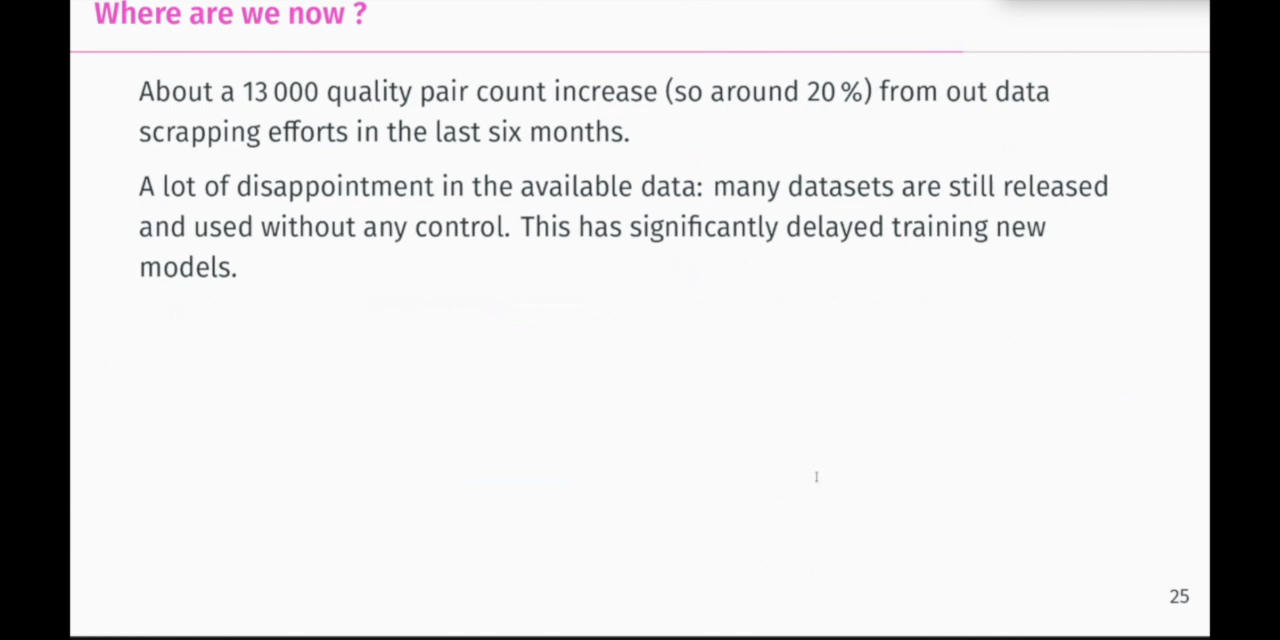 Where are we now ?
About a 13 000 quality pair count increase (so around 20 %) from out data
scrapping efforts in the last six months.
A lot of disappointment in the available data: many datasets are still released
and used without any control. This has significantly delayed training new
models.
25